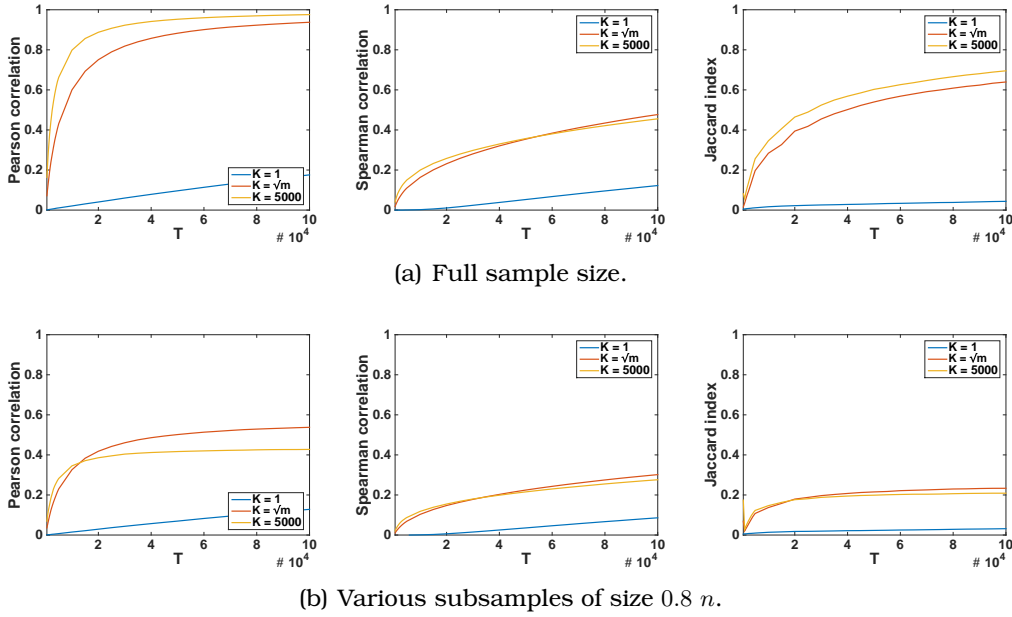 Pearson correlation
1
0.8
0.6
0.4
0.2
0
2 4 6 8 10
T
# 10^4
K = 1
K = √m
K = 5000
Spearman correlation
1
0.8
0.6
0.4
0.2
0
2 4 6 8 10
T
# 10^4
K = 1
K = √m
K = 5000
Jaccard index
1
0.8
0.6
0.4
0.2
0
2 4 6 8 10
T
# 10^4
K = 1
K = √m
K = 5000
(a) Full sample size.
Pearson correlation
1
0.8
0.6
0.4
0.2
0
2 4 6 8 10
T
# 10^4
K = 1
K = √m
K = 5000
Spearman correlation
1
0.8
0.6
0.4
0.2
0
2 4 6 8 10
T
# 10^4
K = 1
K = √m
K = 5000
Jaccard index
1
0.8
0.6
0.4
0.2
0
2 4 6 8 10
T
# 10^4
K = 1
K = √m
K = 5000
(b) Various subsamples of size 0.8 n.